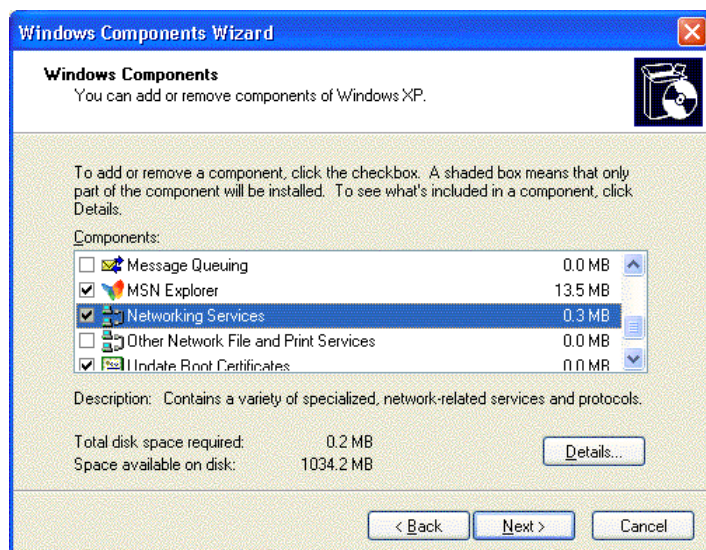 Windows Components Wizard
Windows Components
You can add or remove components of Windows XP.
To add or remove a component, click the checkbox. A shaded box means that only
part of the component will be installed. To see what's included in a component, click
Details.
Components:
Message Queuing 0.0 MB
MSN Explorer 13.5 MB
Networking Services 0.3 MB
Other Network File and Print Services 0.0 MB
Update Root Certificates 0.0 MB
Description: Contains a variety of specialized, network-related services and protocols.
Total disk space required: 0.2 MB
Space available on disk: 1034.2 MB
Details...
< Back Next > Cancel